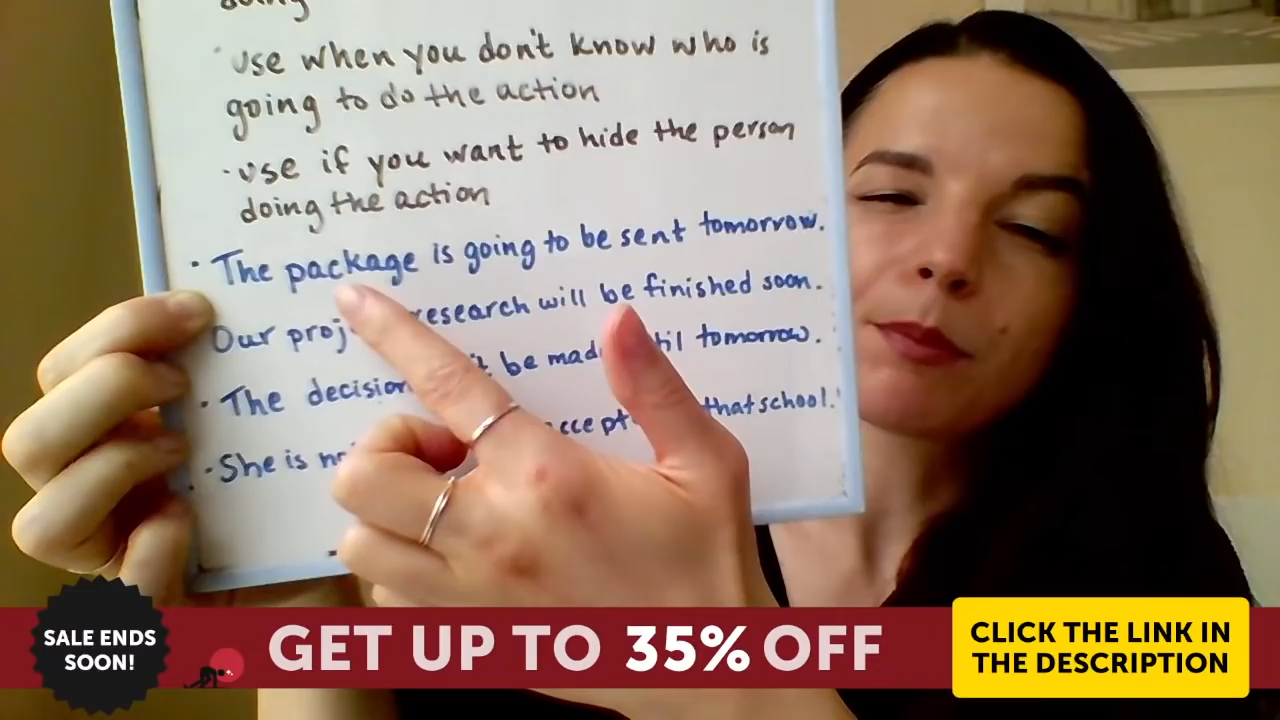 doing
· use when you don't know who is
going to do the action
· use if you want to hide the person
doing the action
· The package is going to be sent tomorrow.
Our research will be finished soon.
· The decision be made tomorrow.
· She is that school.
SALE ENDS
SOON!
GET UP TO 35% OFF
CLICK THE LINK IN
THE DESCRIPTION